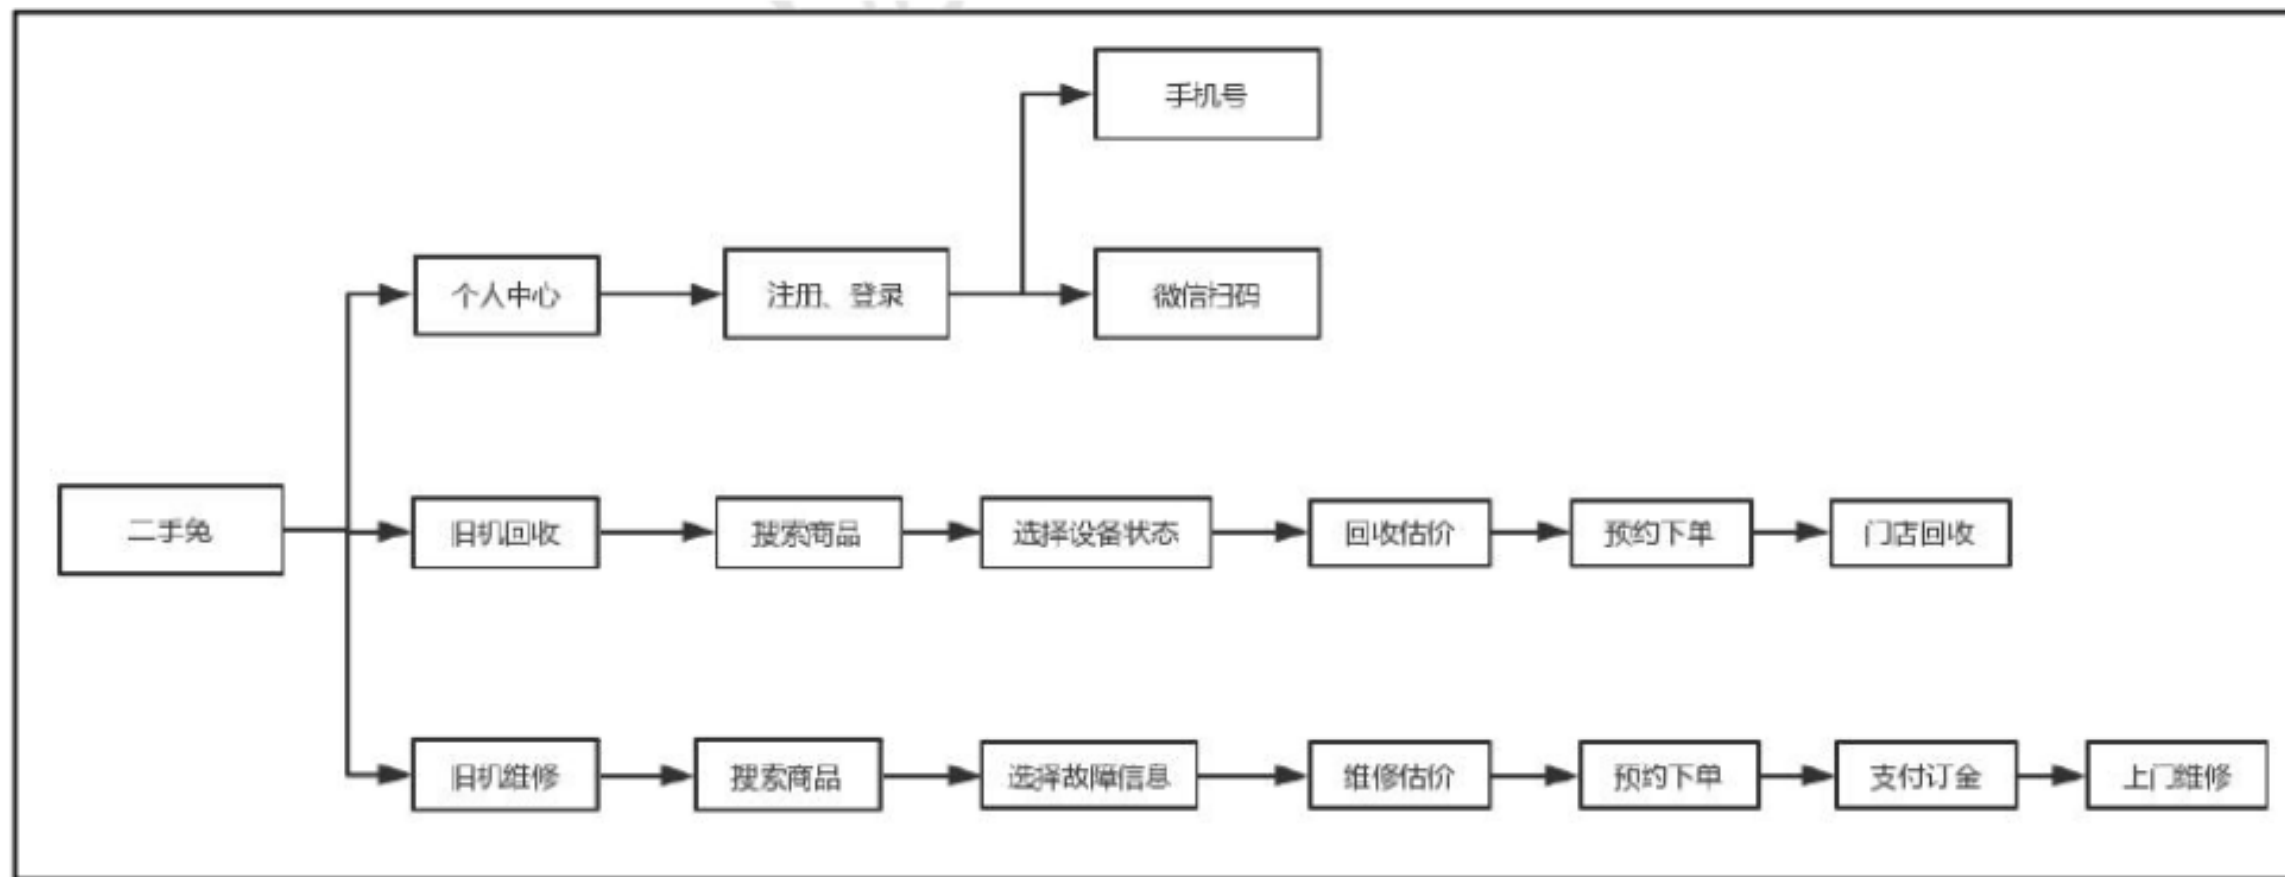 手机号
个人中心
注册、登录
微信扫码
二手兔
旧机回收
搜索商品
选择设备状态
回收估价
预约下单
门店回收
旧机维修
搜索商品
选择故障信息
维修估价
预约下单
支付订金
上门维修